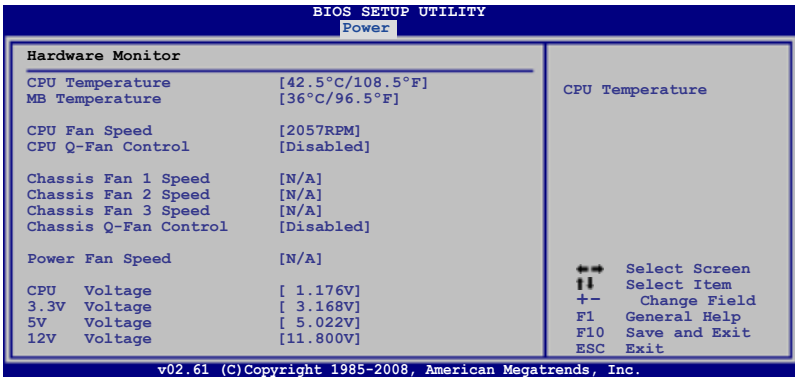 BIOS SETUP UTILITY
Power
Hardware Monitor
CPU Temperature [42.5°C/108.5°F]
MB Temperature [36°C/96.5°F]
CPU Fan Speed [2057RPM]
CPU Q-Fan Control [Disabled]
Chassis Fan 1 Speed [N/A]
Chassis Fan 2 Speed [N/A]
Chassis Fan 3 Speed [N/A]
Chassis Q-Fan Control [Disabled]
Power Fan Speed [N/A]
CPU Voltage [ 1.176V]
3.3V Voltage [ 3.168V]
5V Voltage [ 5.022V]
12V Voltage [11.800V]
CPU Temperature
←→ Select Screen
↑↓ Select Item
+- Change Field
F1 General Help
F10 Save and Exit
ESC Exit
v02.61 (C)Copyright 1985-2008, American Megatrends, Inc.